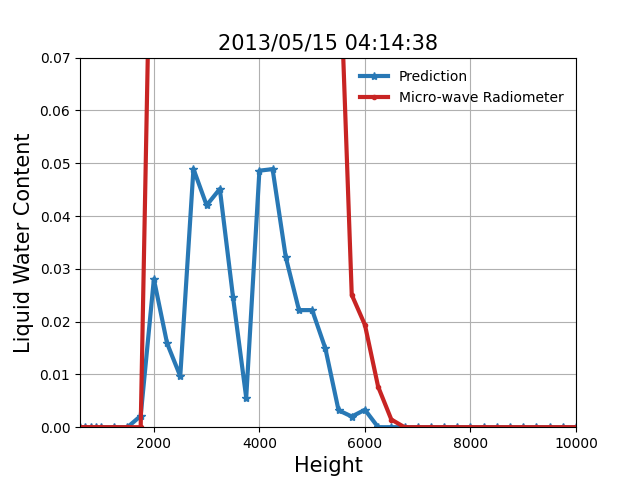 2013/05/15 04:14:38
Prediction
Micro-wave Radiometer
Liquid Water Content
0.07
0.06
0.05
0.04
0.03
0.02
0.01
0.00
2000 4000 6000 8000 10000
Height